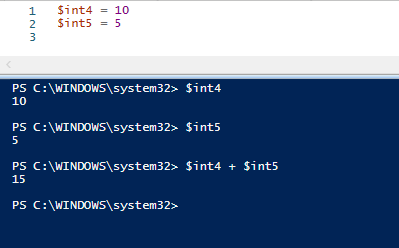 1 $int4 = 10
2 $int5 = 5
3
PS C:\WINDOWS\system32> $int4
10
PS C:\WINDOWS\system32> $int5
5
PS C:\WINDOWS\system32> $int4 + $int5
15
PS C:\WINDOWS\system32>